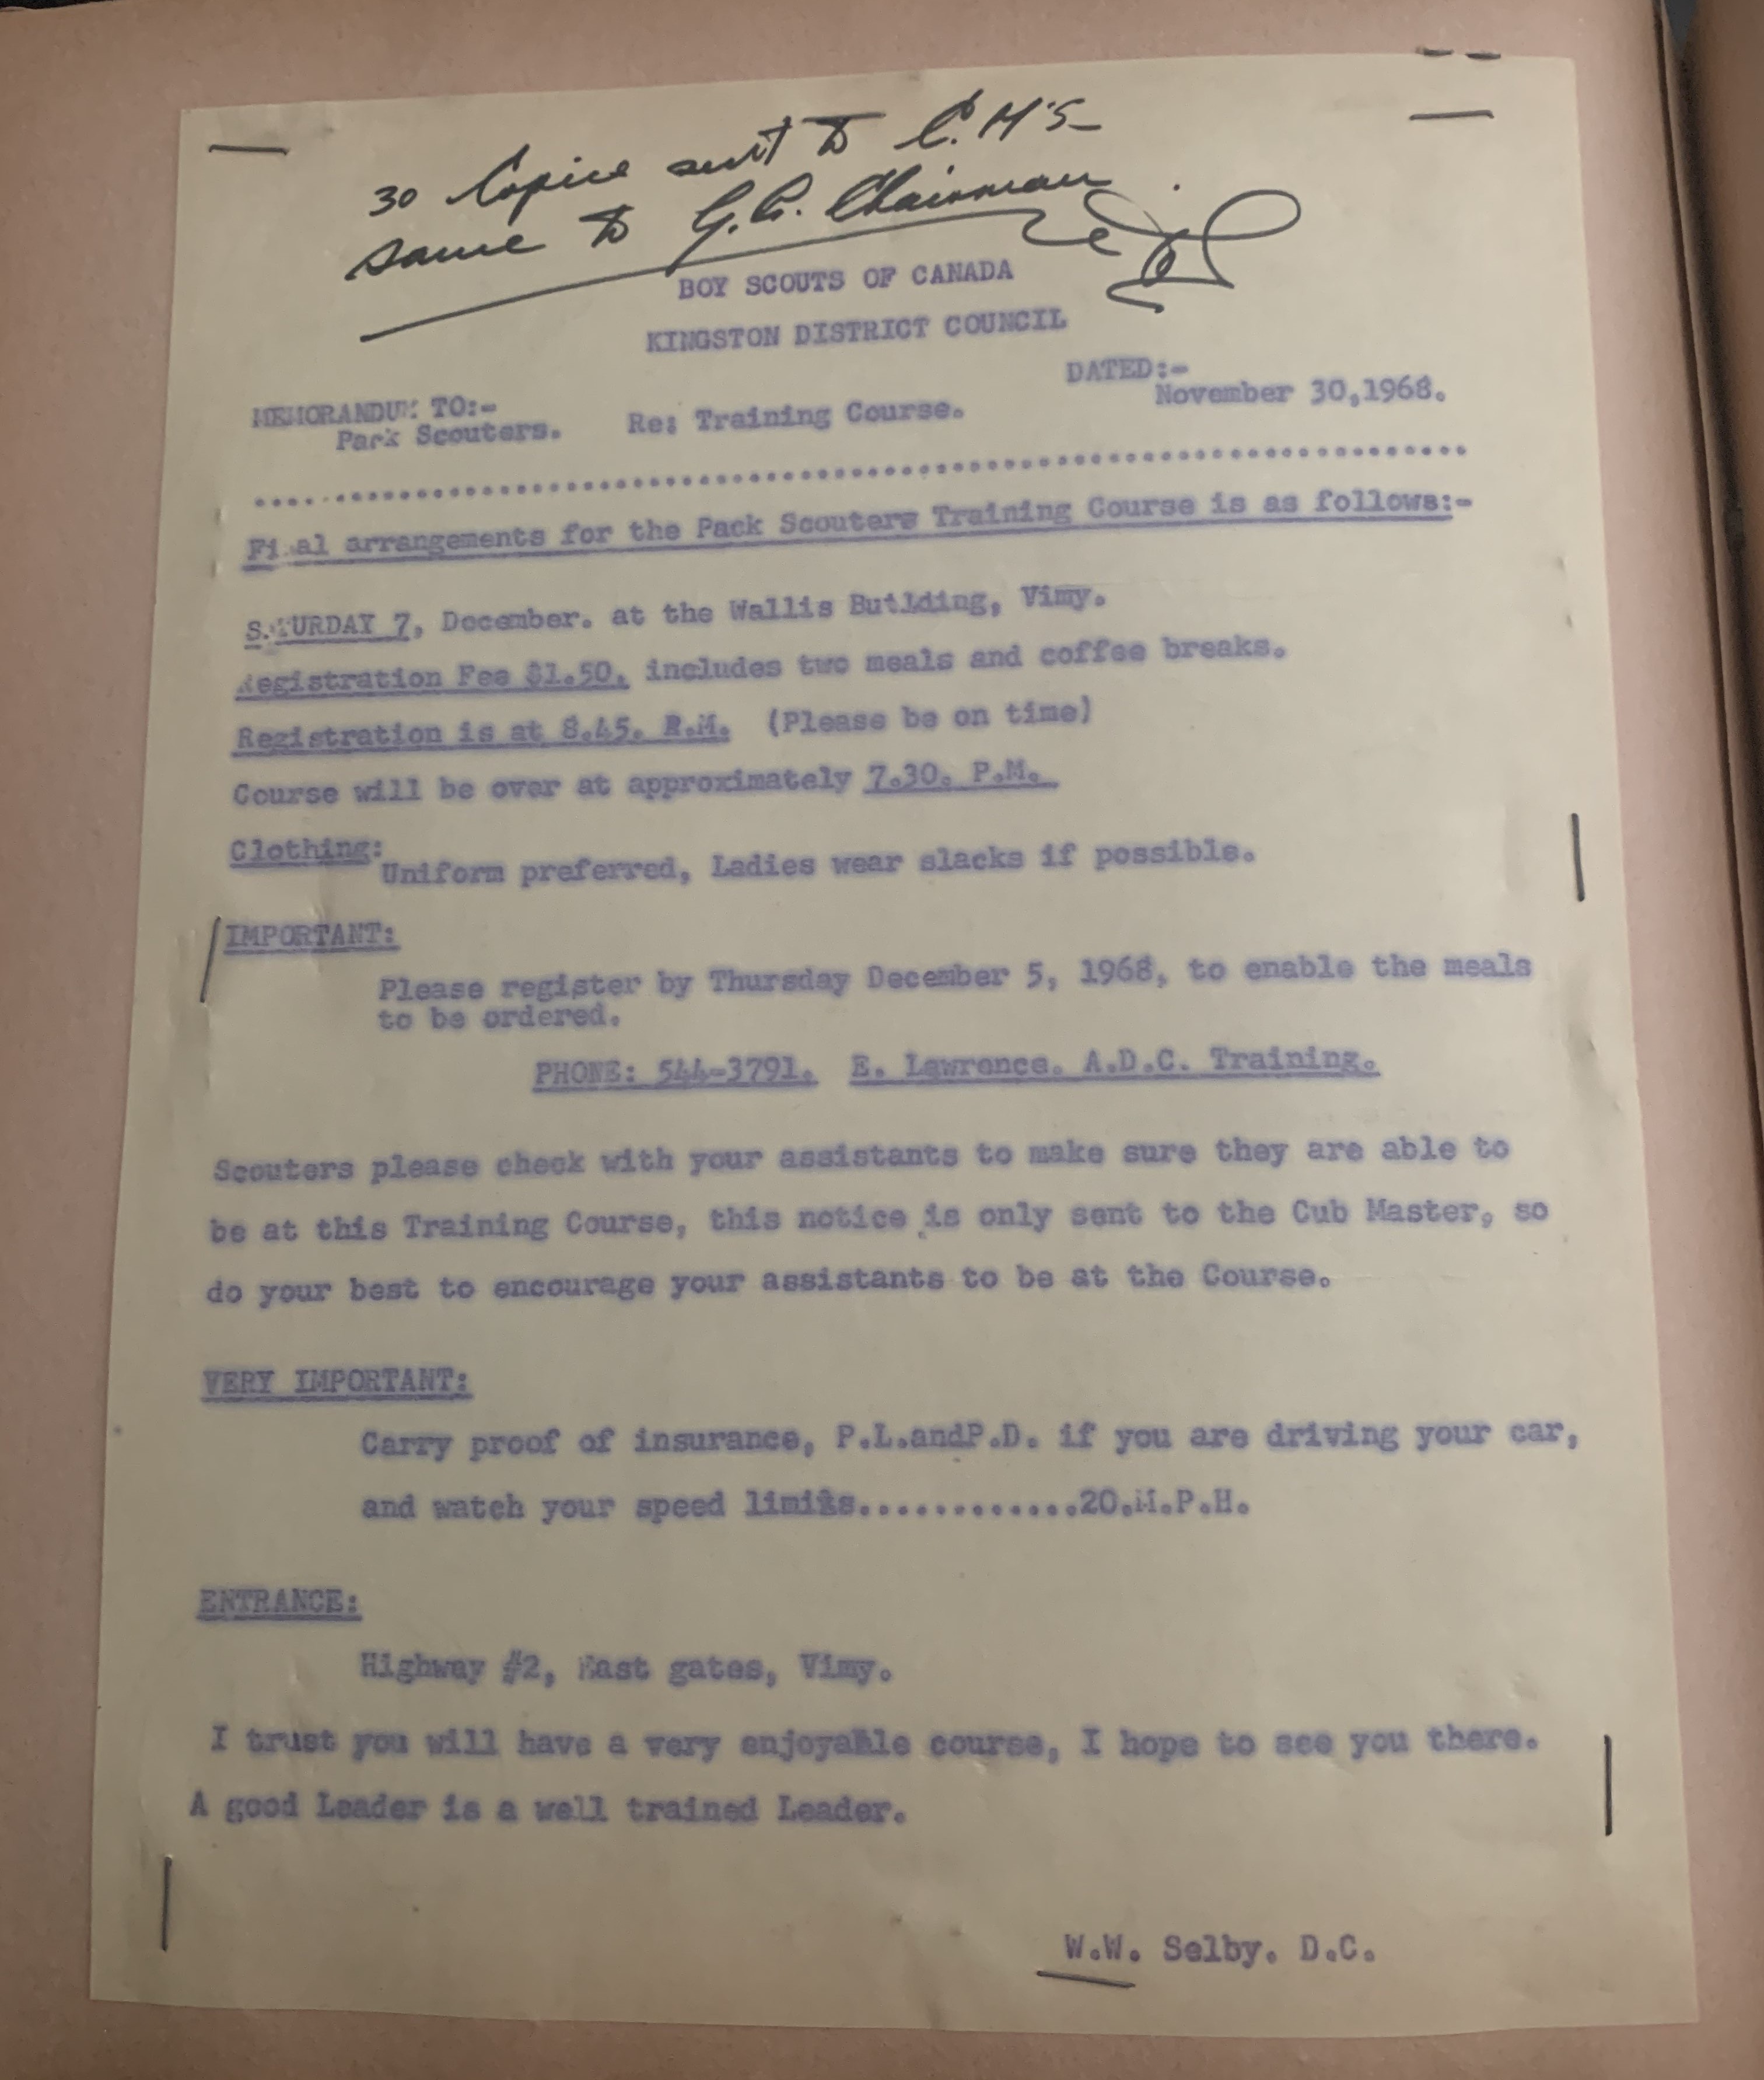 30 Copies sent to C.M's
same to G.C. Chairman
BOY SCOUTS OF CANADA
KINGSTON DISTRICT COUNCIL
DATED:-
November 30,1968.
MEMORANDUM TO:-
Park Scouters.
Re: Training Course.
Final arrangements for the Pack Scouters Training Course is as follows:-
SATURDAY 7, December. at the Wallis Building, Vimy.
Registration Fee $1.50, includes two meals and coffee breaks.
Registration is at 8.45. (Please be on time)
Course will be over at approximately 7.30. P.M.
Clothing:
Uniform preferred, Ladies wear slacks if possible.
IMPORTANT:
Please register by Thursday December 5, 1968, to enable the meals
to be ordered.
PHONE: 544-3791. E. Lawrence. A.D.C. Training.
Scouters please check with your assistants to make sure they are able to
be at this Training Course, this notice is only sent to the Cub Master, so
do your best to encourage your assistants to be at the Course.
VERY IMPORTANT:
Carry proof of insurance, P.L.andP.D. if you are driving your car,
and watch your speed limits............20.M.P.H.
ENTRANCE:
Highway #2, East gates, Vimy.
I trust you will have a very enjoyable course, I hope to see you there.
A good Leader is a well trained Leader.
W.W. Selby. D.C.